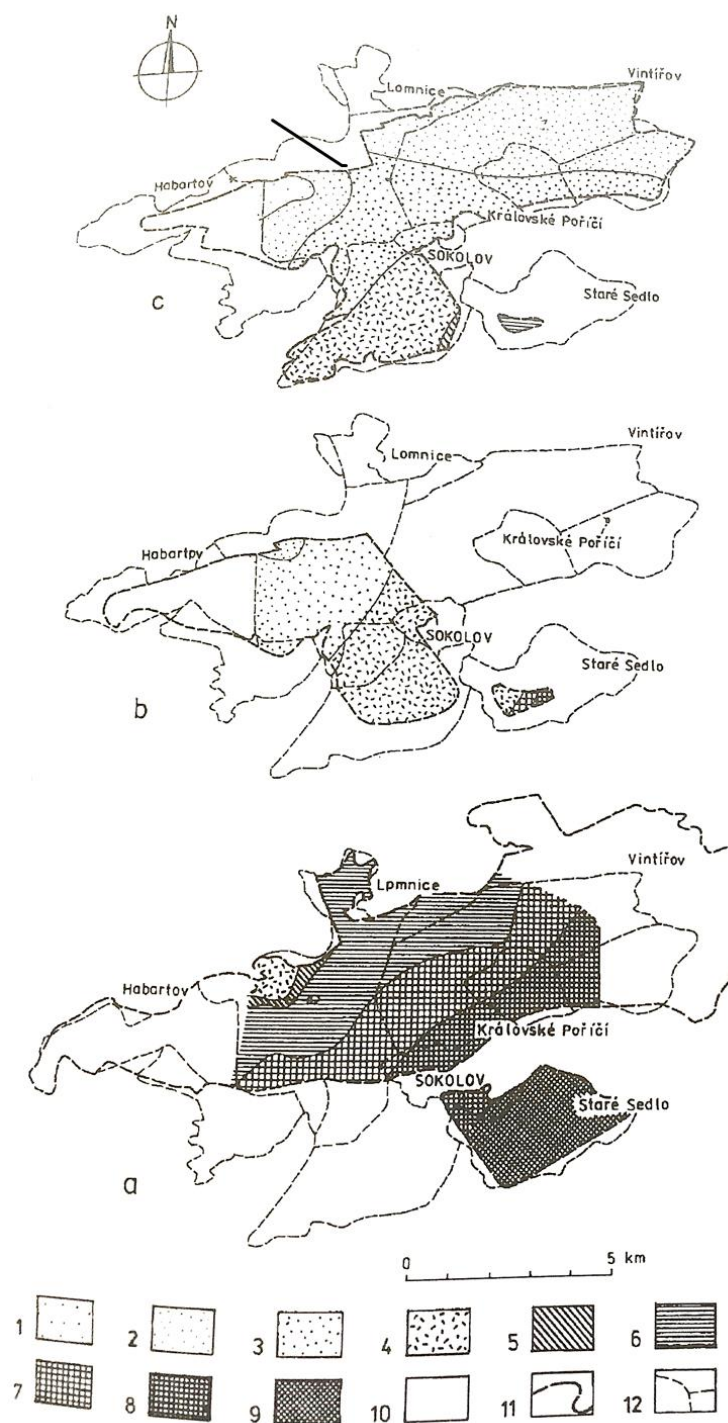 N
Vintířov
Lomnice
Habartov
Královské Poříčí
SOKOLOV
Staré Sedlo
c
Vintířov
Lomnice
Královské Poříčí
Habartpv
SOKOLOV
Staré Sedlo
b
Vintířov
Lpmnice
Habartov
Královské Poříčí
SOKOLOV
Staré Sedlo
a
0 5 km
1 2 3 4 5 6
7 8 9 10 11 12